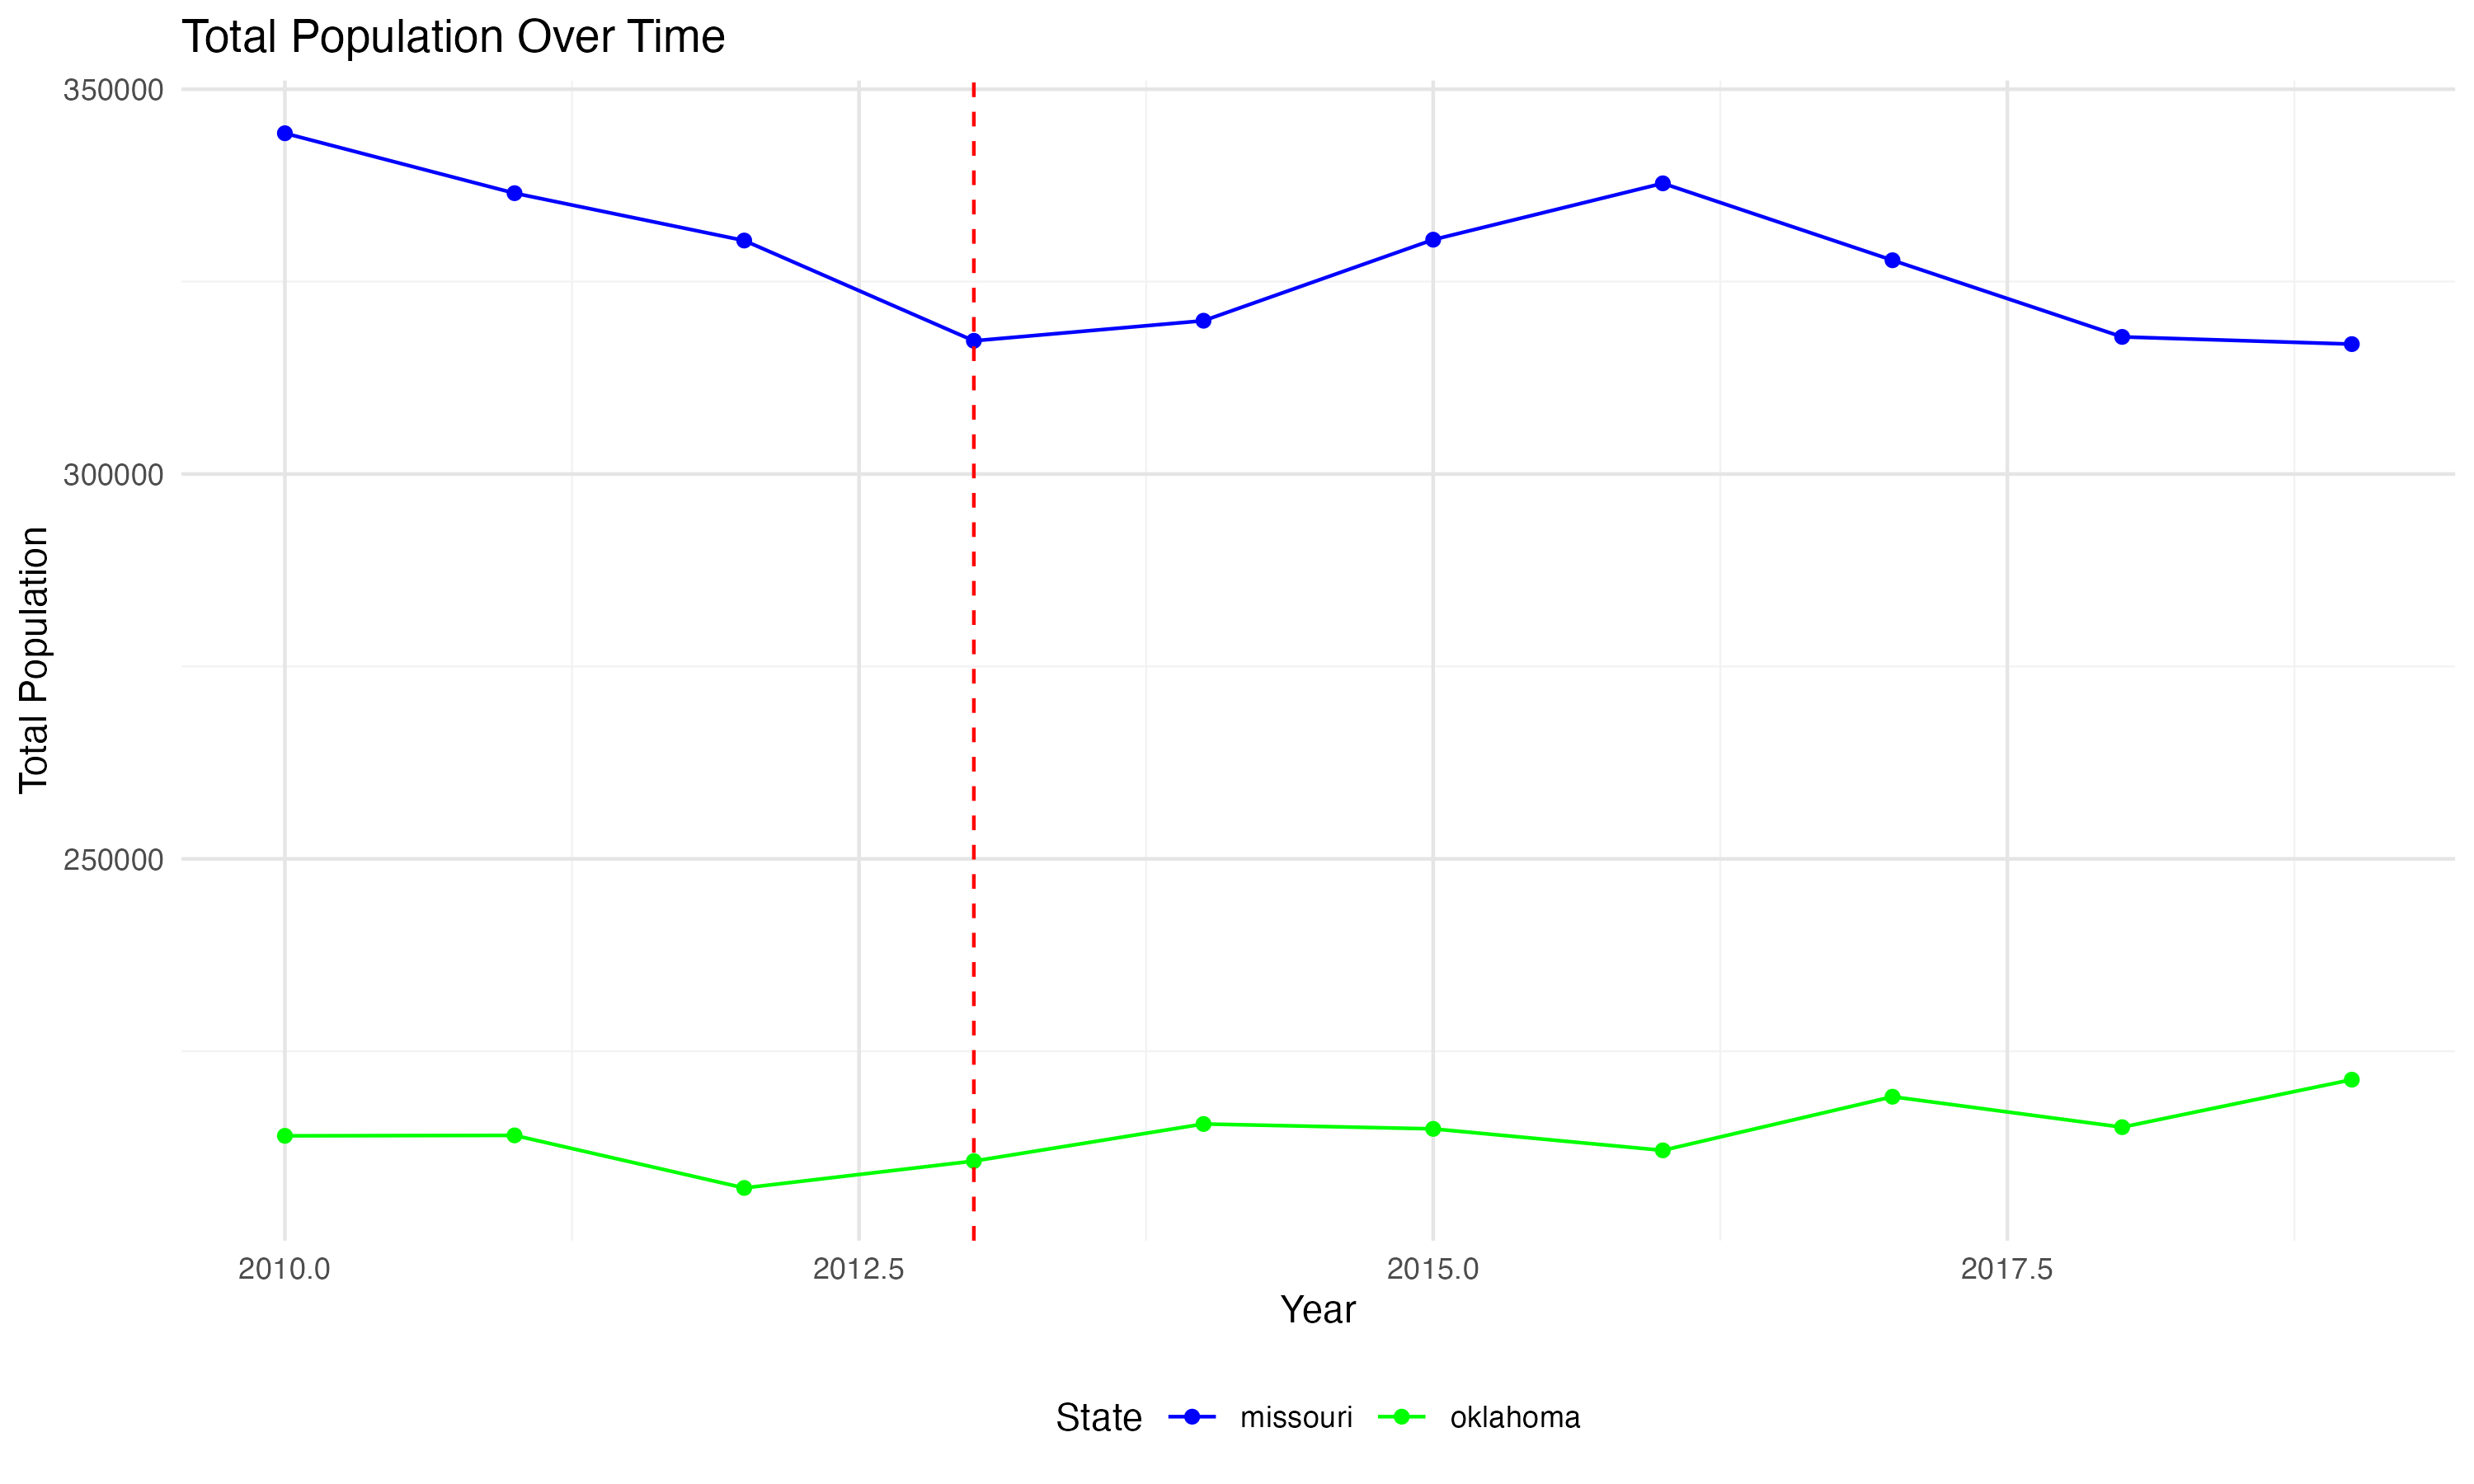 Total Population Over Time
350000
300000
250000
Total Population
2010.0 2012.5 2015.0 2017.5
Year
State missouri oklahoma